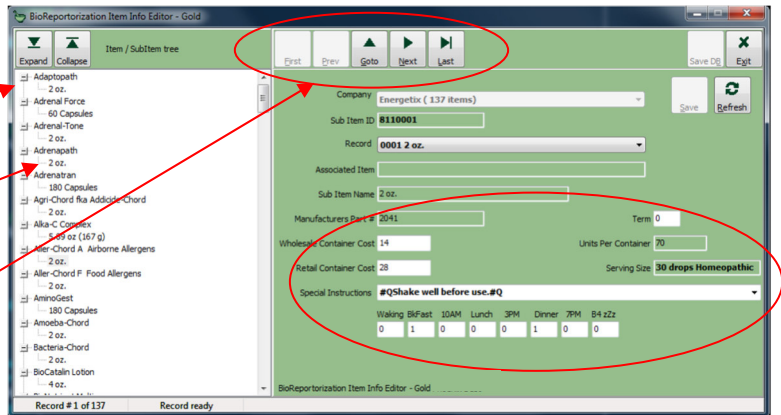 BioReportorization Item Info Editor - Gold
Expand Collapse Item / SubItem tree
First Prev Goto Next Last Save DB Exit
Adaptopath
2 oz.
Adrenal Force
60 Capsules
Adrenal-Tone
2 oz.
Adrenapath
2 oz.
Adrenatran
180 Capsules
Agri-Chord fka Addicide-Chord
2 oz.
Alka-C Complex
5.89 oz (167 g)
Aller-Chord A Airborne Allergens
2 oz.
Aller-Chord F Food Allergens
2 oz.
AminoGest
180 Capsules
Amoeba-Chord
2 oz.
Bacteria-Chord
2 oz.
BioCatalin Lotion
4 oz.
Company Energetix ( 137 items)
Save Refresh
Sub Item ID 8110001
Record 0001 2 oz.
Associated Item
Sub Item Name 2 oz.
Manufacturers Part # 2041 Term 0
Wholesale Container Cost 14 Units Per Container 70
Retail Container Cost 28 Serving Size 30 drops Homeopathic
Special Instructions #QShake well before use.#Q
Waking BkFast 10AM Lunch 3PM Dinner 7PM B4 zZz
0 1 0 0 0 1 0 0
BioReportorization Item Info Editor - Gold
Record # 1 of 137 Record ready